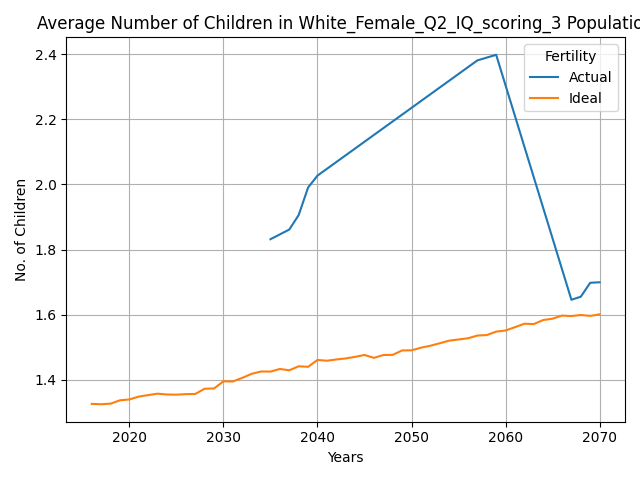 Average Number of Children in White_Female_Q2_IQ_scoring_3 Populatio
Fertility
Actual
Ideal
No. of Children
2.4
2.2
2.0
1.8
1.6
1.4
2020 2030 2040 2050 2060 2070
Years